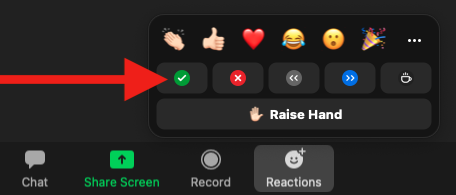 Raise Hand
Chat
Share Screen
Record
Reactions